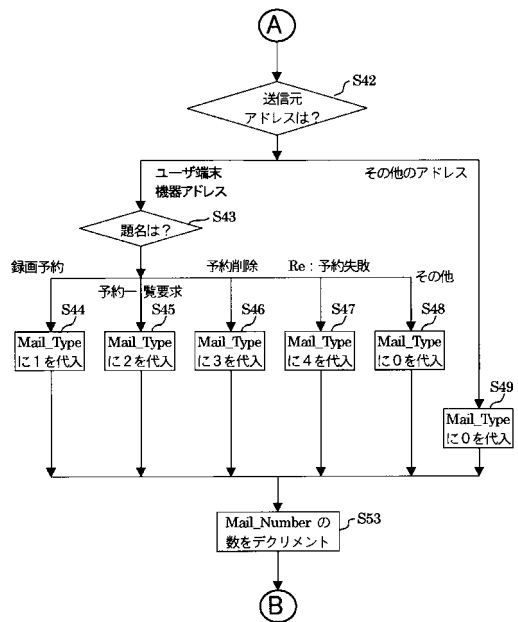 A
S42
送信元
アドレスは？
ユーザ端末
機器アドレス
その他のアドレス
S43
題名は？
録画予約
予約一覧要求
予約削除
Re：予約失敗
その他
S44
S45
S46
S47
S48
Mail_Type
に1を代入
Mail_Type
に2を代入
Mail_Type
に3を代入
Mail_Type
に4を代入
Mail_Type
に0を代入
S49
Mail_Type
に0を代入
S53
Mail_Number の
数をデクリメント
B